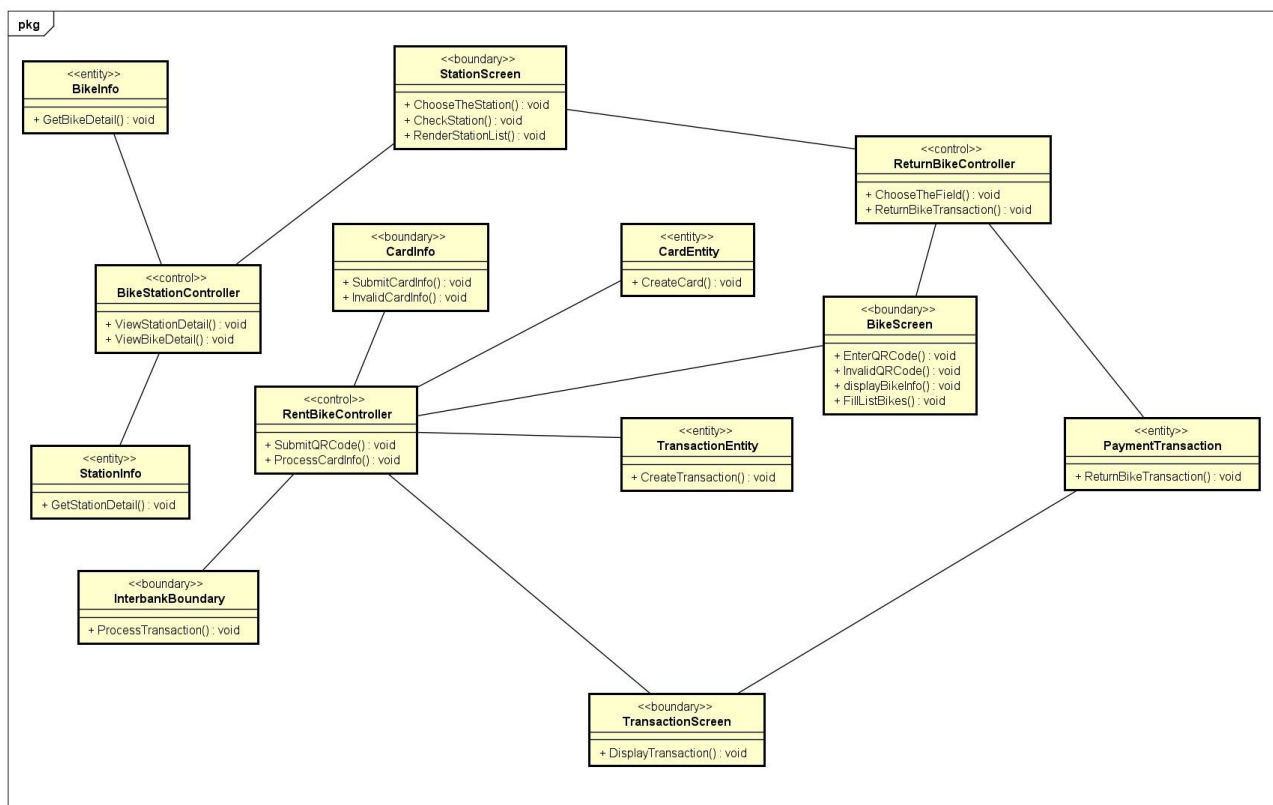 pkg
<<entity>>
BikeInfo
+ GetBikeDetail() : void
<<boundary>>
StationScreen
+ ChooseTheStation() : void
+ CheckStation() : void
+ RenderStationList() : void
<<control>>
ReturnBikeController
+ ChooseTheField() : void
+ ReturnBikeTransaction() : void
<<boundary>>
CardInfo
+ SubmitCardInfo() : void
+ InvalidCardInfo() : void
<<entity>>
CardEntity
+ CreateCard() : void
<<control>>
BikeStationController
+ ViewStationDetail() : void
+ ViewBikeDetail() : void
<<boundary>>
BikeScreen
+ EnterQRCode() : void
+ InvalidQRCode() : void
+ displayBikeInfo() : void
+ FillListBikes() : void
<<control>>
RentBikeController
+ SubmitQRCode() : void
+ ProcessCardInfo() : void
<<entity>>
TransactionEntity
+ CreateTransaction() : void
<<entity>>
PaymentTransaction
+ ReturnBikeTransaction() : void
<<entity>>
StationInfo
+ GetStationDetail() : void
<<boundary>>
InterbankBoundary
+ ProcessTransaction() : void
<<boundary>>
TransactionScreen
+ DisplayTransaction() : void